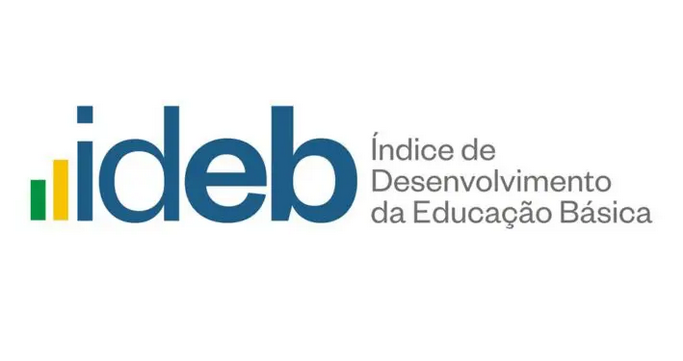 ideb
Índice de
Desenvolvimento
da Educação Básica